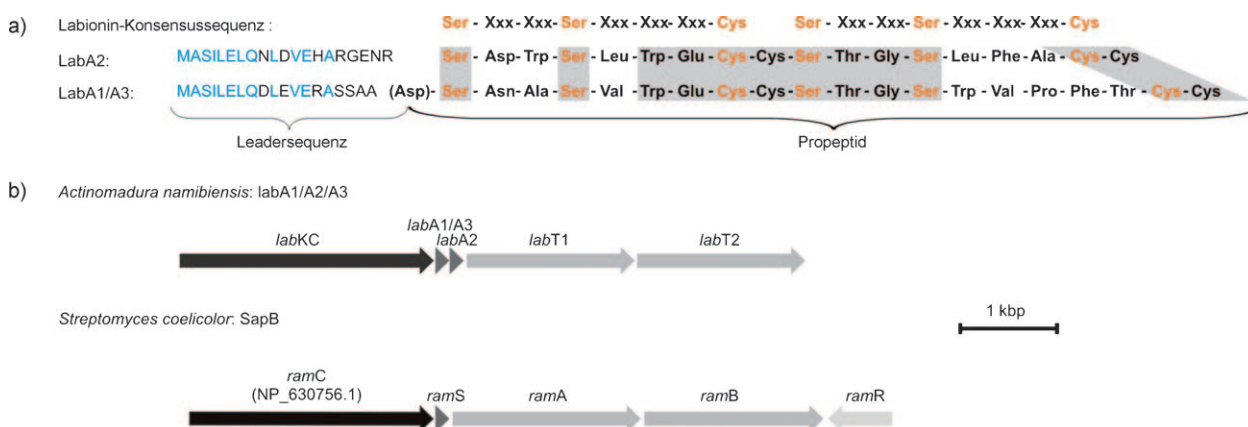 a)
Labionin-Konsensussequenz : Ser - Xxx - Xxx - Ser - Xxx - Xxx - Xxx - Cys Ser - Xxx - Xxx - Ser - Xxx - Xxx - Xxx - Cys
LabA2: MASILELQNLDVEHARGENR Ser - Asp - Trp - Ser - Leu - Trp - Glu - Cys - Cys - Ser - Thr - Gly - Ser - Leu - Phe - Ala - Cys - Cys
LabA1/A3: MASILELQDLEVERASSAA (Asp)- Ser - Asn - Ala - Ser - Val - Trp - Glu - Cys - Cys - Ser - Thr - Gly - Ser - Trp - Val - Pro - Phe - Thr - Cys - Cys
Leadersequenz Propeptid
b)
Actinomadura namibiensis: labA1/A2/A3
labA1/A3
labKC labA2 labT1 labT2
Streptomyces coelicolor: SapB
1 kbp
ramC
(NP_630756.1) ramS ramA ramB ramR